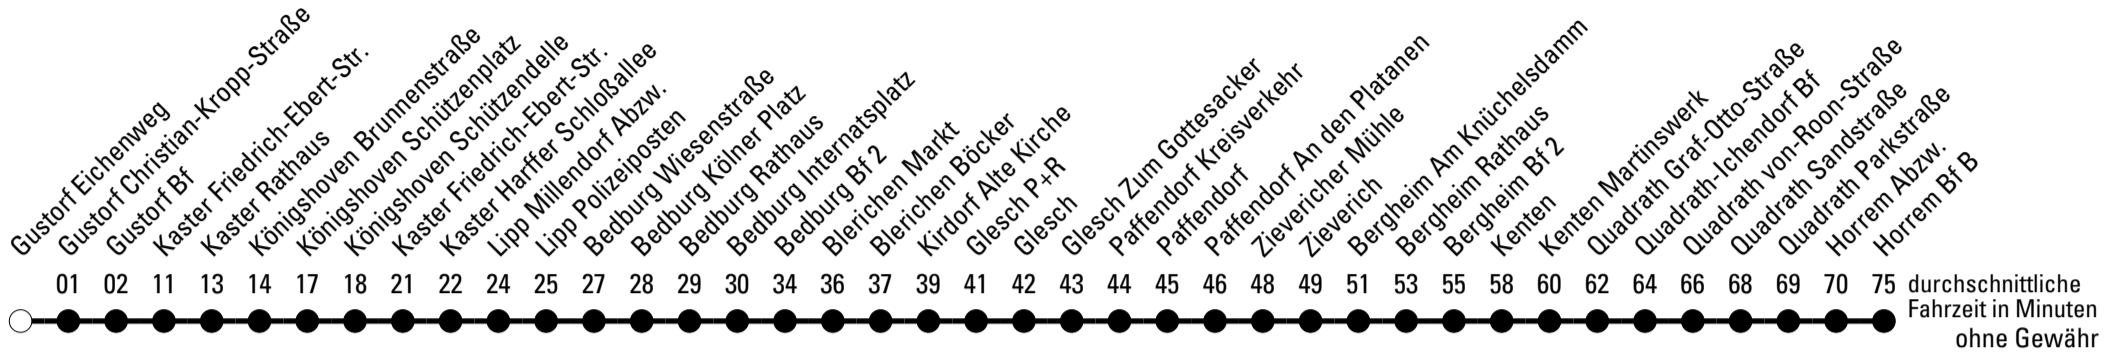 Gustorf Eichenweg
Gustorf Christian-Kropp-Straße
Gustorf Bf
Kaster Friedrich-Ebert-Str.
Kaster Rathaus
Königshoven Brunnenstraße
Königshoven Schützenplatz
Königshoven Schützendelle
Kaster Friedrich-Ebert-Str.
Kaster Harffer Schloßallee
Lipp Millendorf Abzw.
Lipp Polizeiposten
Bedburg Wiesenstraße
Bedburg Kölner Platz
Bedburg Rathaus
Bedburg Internatsplatz
Bedburg Bf 2
Blerichen Markt
Blerichen Böcker
Kirdorf Alte Kirche
Glesch P+R
Glesch
Glesch Zum Gottesacker
Paffendorf Kreisverkehr
Paffendorf
Paffendorf An den Platanen
Zievericher Mühle
Zieverich
Bergheim Am Knüchelsdamm
Bergheim Rathaus
Bergheim Bf 2
Kenten
Kenten Martinswerk
Quadrath Graf-Otto-Straße
Quadrath-Ichendorf Bf
Quadrath von-Roon-Straße
Quadrath Sandstraße
Quadrath Parkstraße
Horrem Abzw.
Horrem Bf B
01 02 11 13 14 17 18 21 22 24 25 27 28 29 30 34 36 37 39 41 42 43 44 45 46 48 49 51 53 55 58 60 62 64 66 68 69 70 75 durchschnittliche
Fahrzeit in Minuten
ohne Gewähr